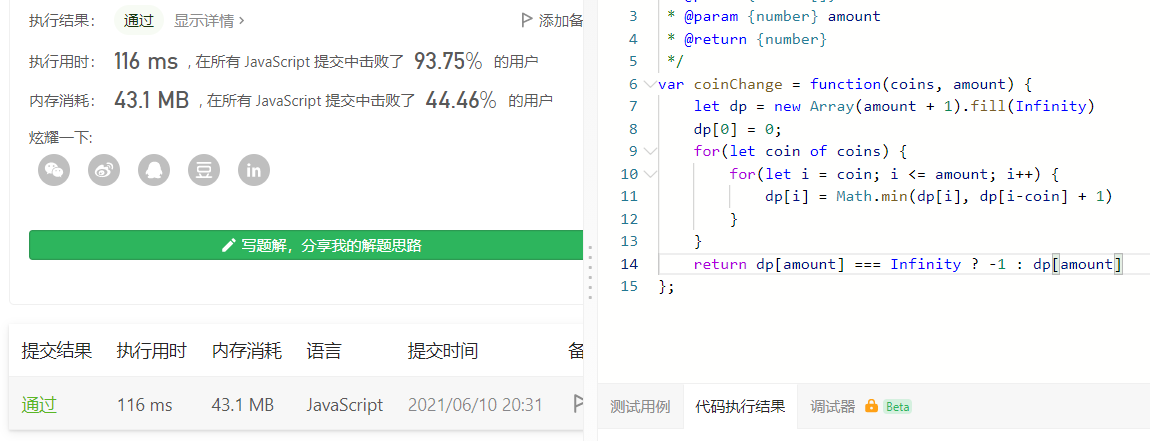 执行结果： 通过 显示详情 > 添加备
执行用时： 116 ms , 在所有 JavaScript 提交中击败了 93.75% 的用户
内存消耗： 43.1 MB , 在所有 JavaScript 提交中击败了 44.46% 的用户
炫耀一下:
写题解，分享我的解题思路
提交结果 执行用时 内存消耗 语言 提交时间 备
通过 116 ms 43.1 MB JavaScript 2021/06/10 20:31
3 * @param {number} amount
4 * @return {number}
5 */
6 var coinChange = function(coins, amount) {
7 let dp = new Array(amount + 1).fill(Infinity)
8 dp[0] = 0;
9 for(let coin of coins) {
10 for(let i = coin; i <= amount; i++) {
11 dp[i] = Math.min(dp[i], dp[i-coin] + 1)
12 }
13 }
14 return dp[amount] === Infinity ? -1 : dp[amount]
15 };
测试用例 代码执行结果 调试器 Beta